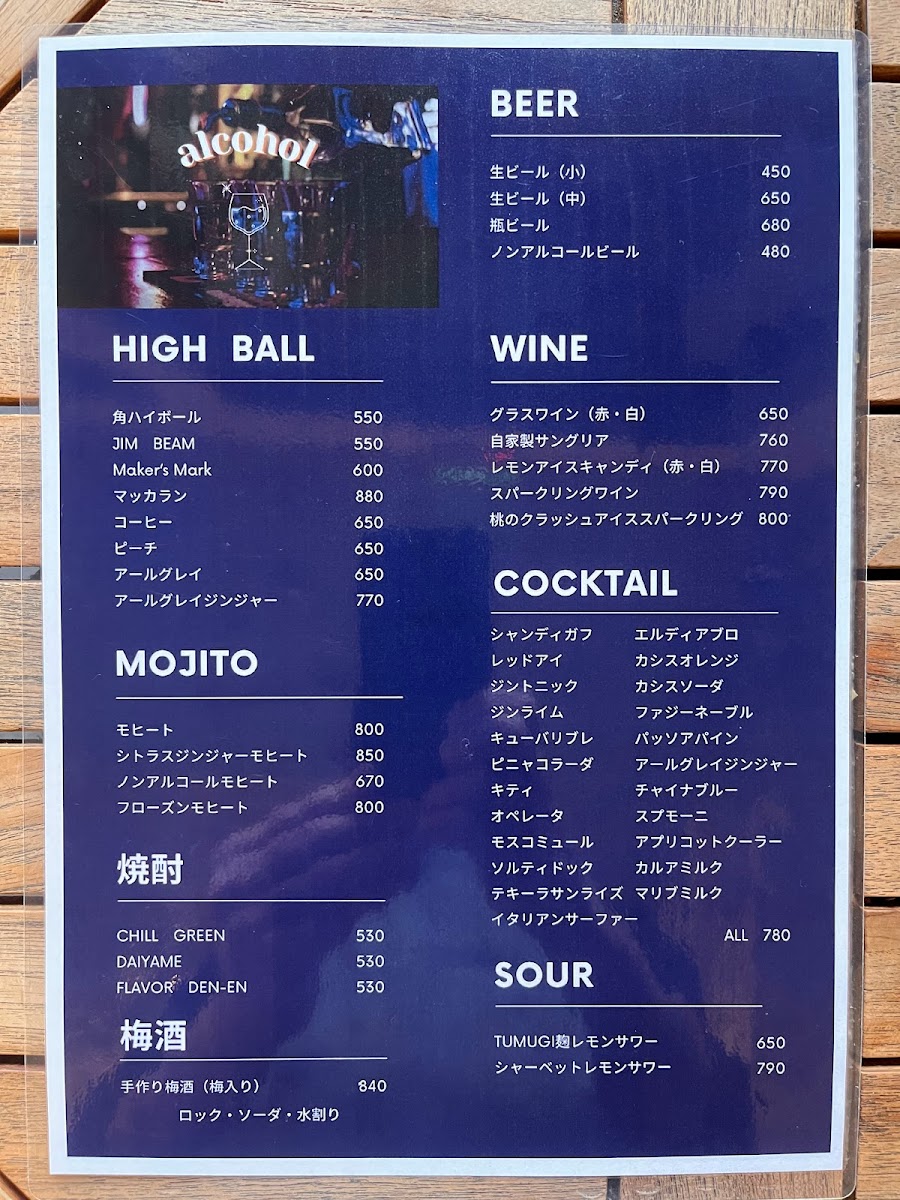 alcohol
HIGH BALL
角ハイボール 550
JIM BEAM 550
Maker's Mark 600
マッカラン 880
コーヒー 650
ピーチ 650
アールグレイ 650
アールグレイジンジャー 770
MOJITO
モヒート 800
シトラスジンジャーモヒート 850
ノンアルコールモヒート 670
フローズンモヒート 800
焼酎
CHILL GREEN 530
DAIYAME 530
FLAVOR DEN-EN 530
梅酒
手作り梅酒（梅入り） 840
ロック・ソーダ・水割り
BEER
生ビール（小） 450
生ビール（中） 650
瓶ビール 680
ノンアルコールビール 480
WINE
グラスワイン（赤・白） 650
自家製サングリア 760
レモンアイスキャンディ（赤・白） 770
スパークリングワイン 790
桃のクラッシュアイススパークリング 800
COCKTAIL
シャンディガフ エルディアブロ
レッドアイ カシスオレンジ
ジントニック カシスソーダ
ジンライム ファジーネーブル
キューバリブレ パッソアパイン
ピニャコラーダ アールグレイジンジャー
キティ チャイナブルー
オペレータ スプモーニ
モスコミュール アプリコットクーラー
ソルティドック カルアミルク
テキーラサンライズ マリブミルク
イタリアンサーファー
ALL 780
SOUR
TUMUGI麹レモンサワー 650
シャーベットレモンサワー 790